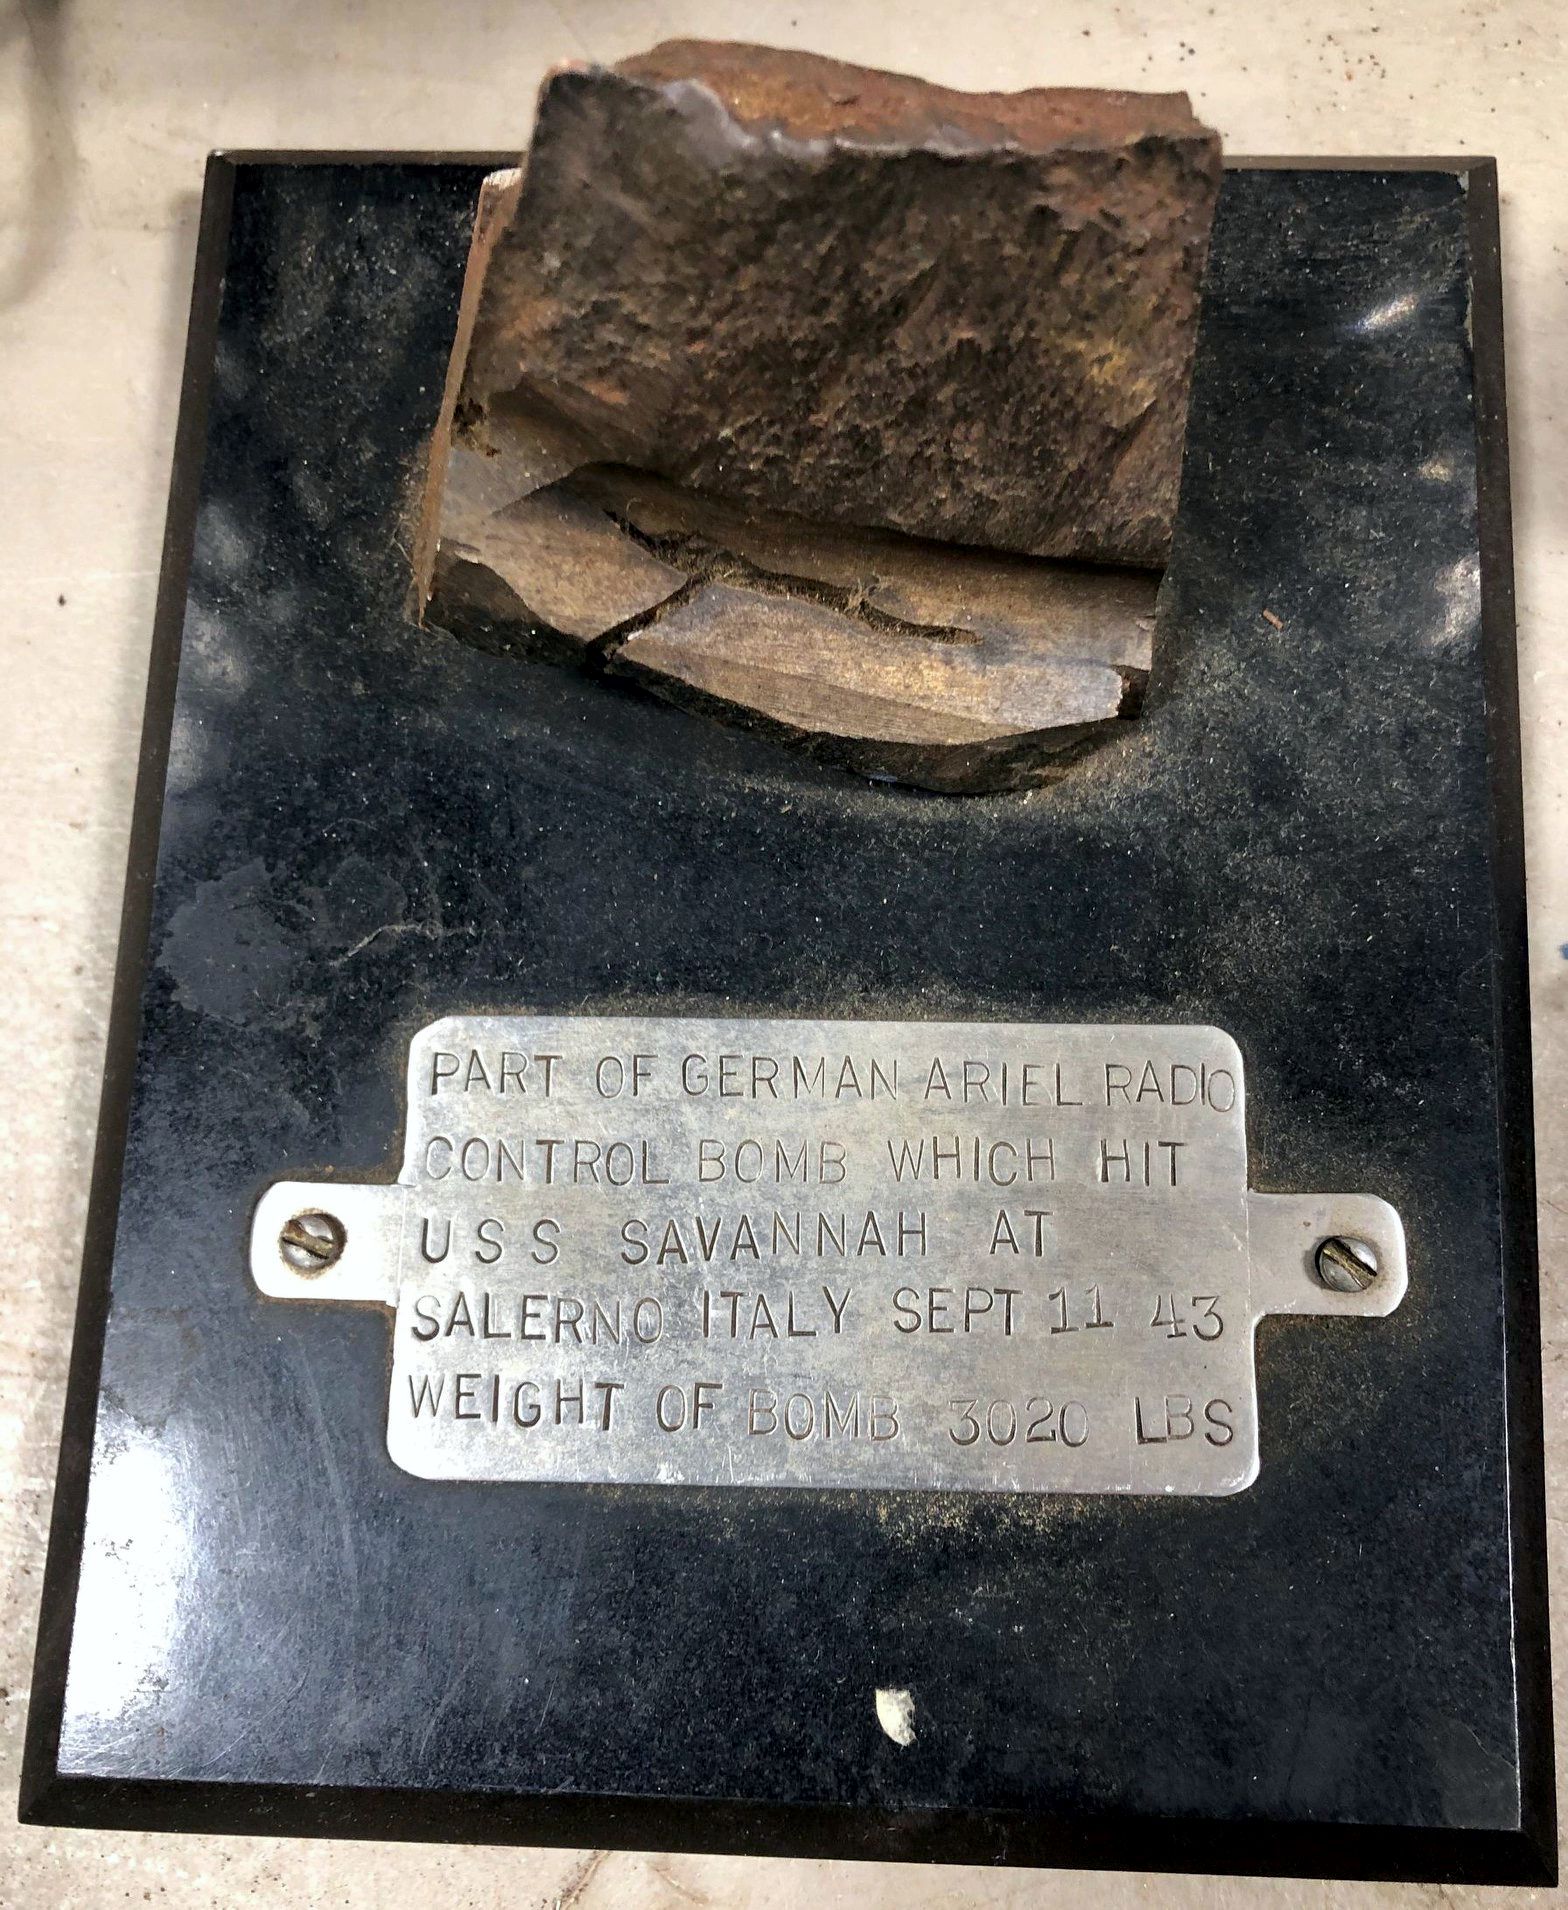 PART OF GERMAN ARIEL RADIO
CONTROL BOMB WHICH HIT
USS SAVANNAH AT
SALERNO ITALY SEPT 11 43
WEIGHT OF BOMB 3020 LBS